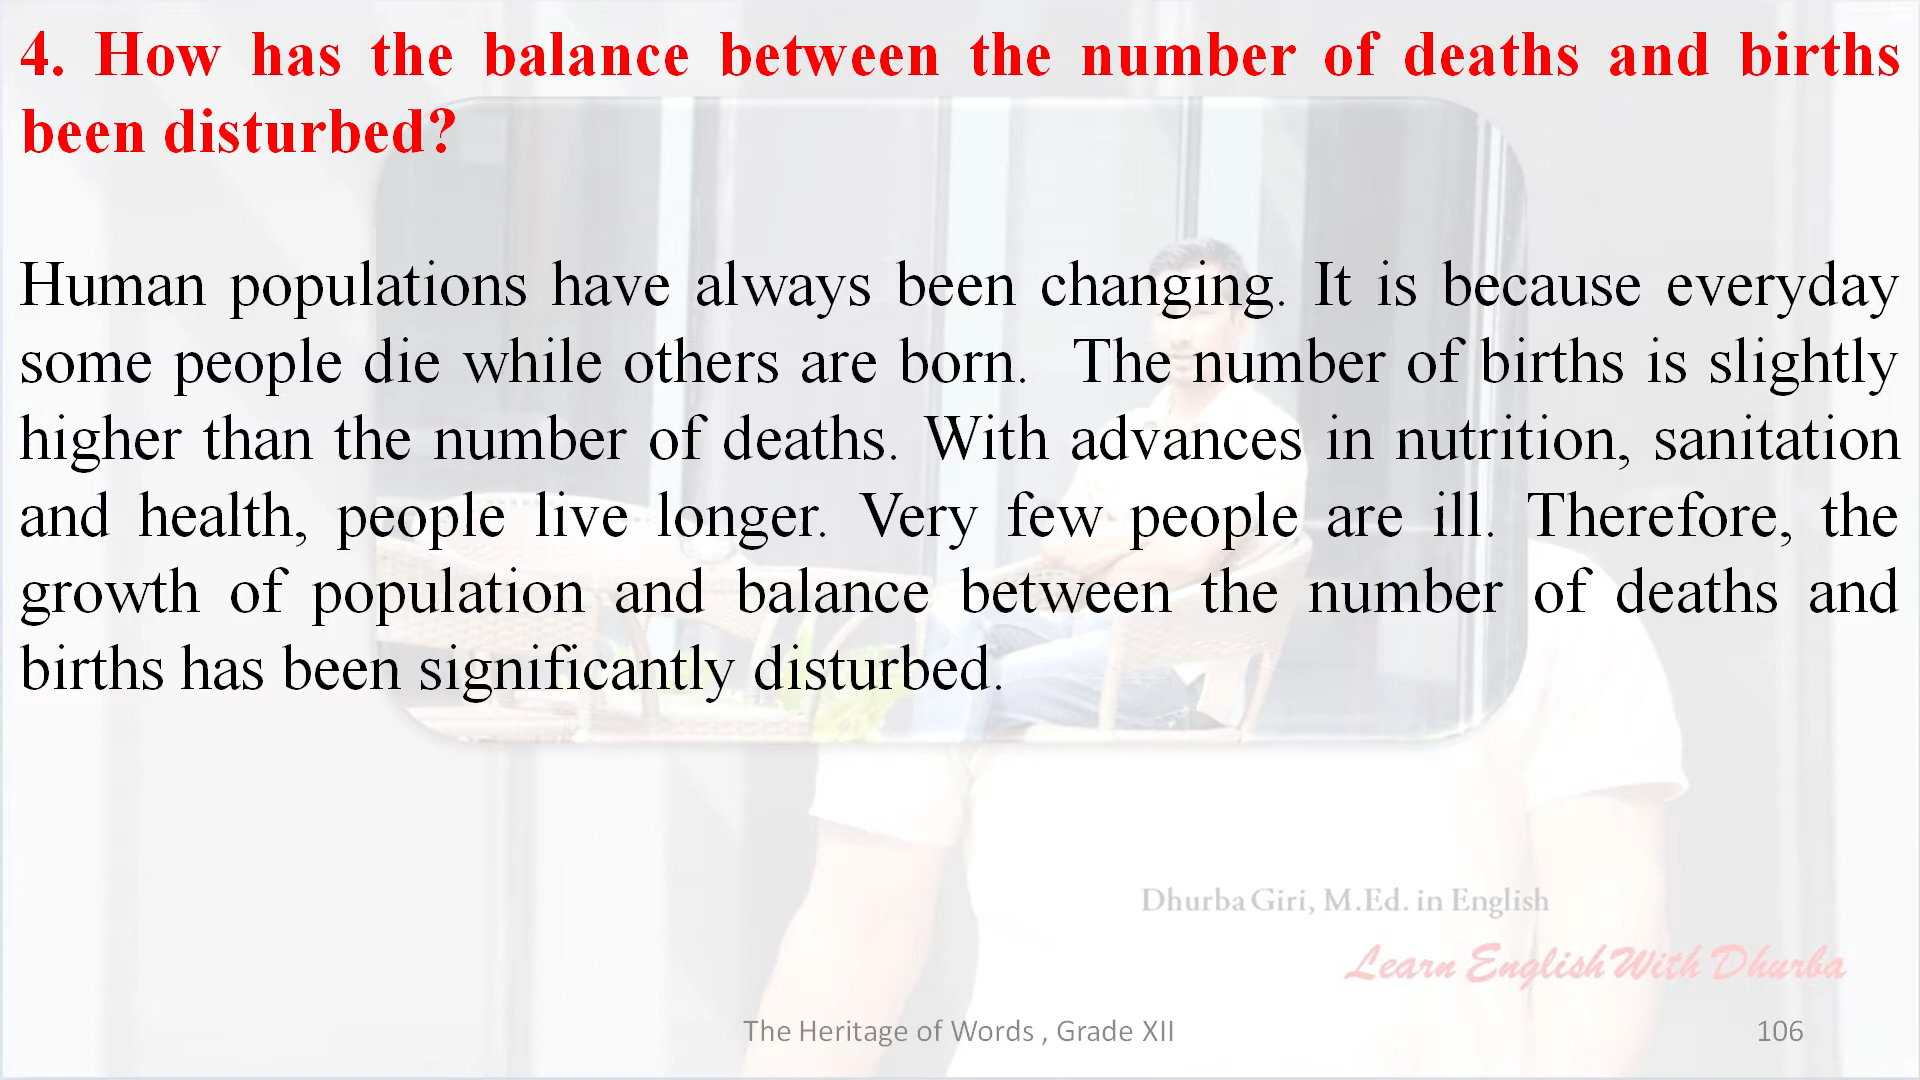 4. How has the balance between the number of deaths and births
been disturbed?
Human populations have always been changing. It is because everyday
some people die while others are born. The number of births is slightly
higher than the number of deaths. With advances in nutrition, sanitation
and health, people live longer. Very few people are ill. Therefore, the
growth of population and balance between the number of deaths and
births has been significantly disturbed.
Dhurba Giri, M.Ed. in English
Learn English With Dhurba
The Heritage of Words , Grade XII
106